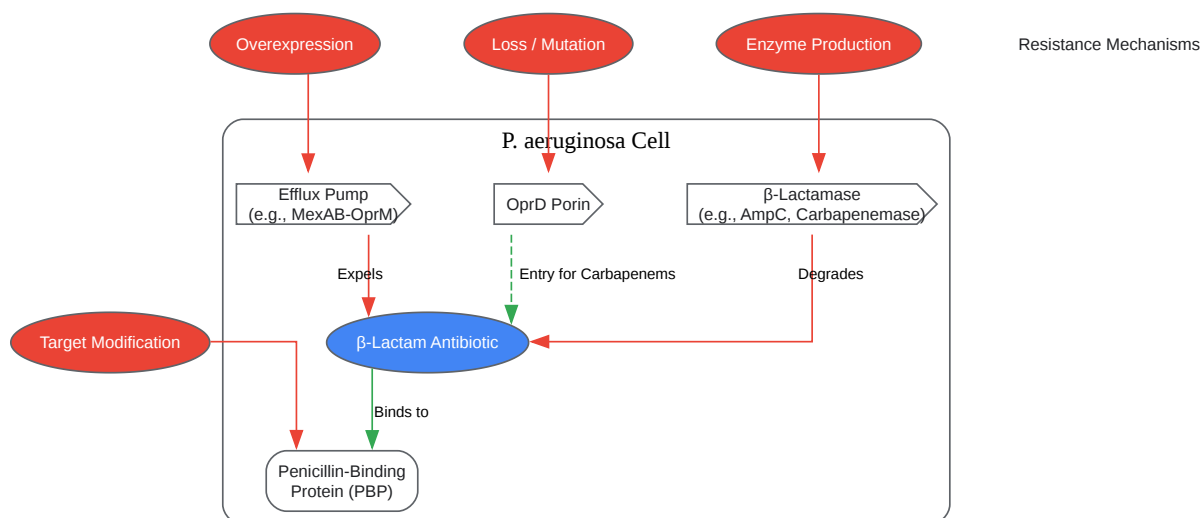 Overexpression
Loss / Mutation
Enzyme Production
Resistance Mechanisms
P. aeruginosa Cell
Efflux Pump
(e.g., MexAB-OprM)
OprD Porin
β-Lactamase
(e.g., AmpC, Carbapenemase)
Expels
Entry for Carbapenems
Degrades
Target Modification
β-Lactam Antibiotic
Binds to
Penicillin-Binding
Protein (PBP)